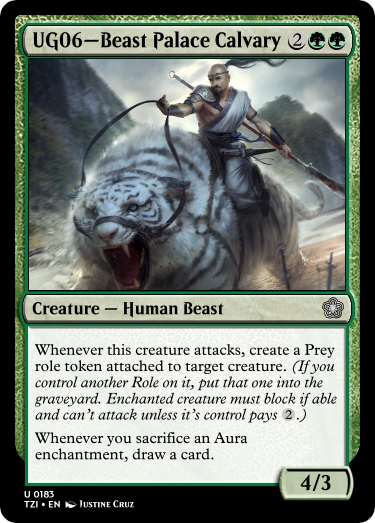 UG06—Beast Palace Calvary 2
Creature — Human Beast
Whenever this creature attacks, create a Prey
role token attached to target creature. (If you
control another Role on it, put that one into the
graveyard. Enchanted creature must block if able
and can't attack unless it's control pays 2.)
Whenever you sacrifice an Aura
enchantment, draw a card.
4/3
U 0183
TZI • EN Justine Cruz